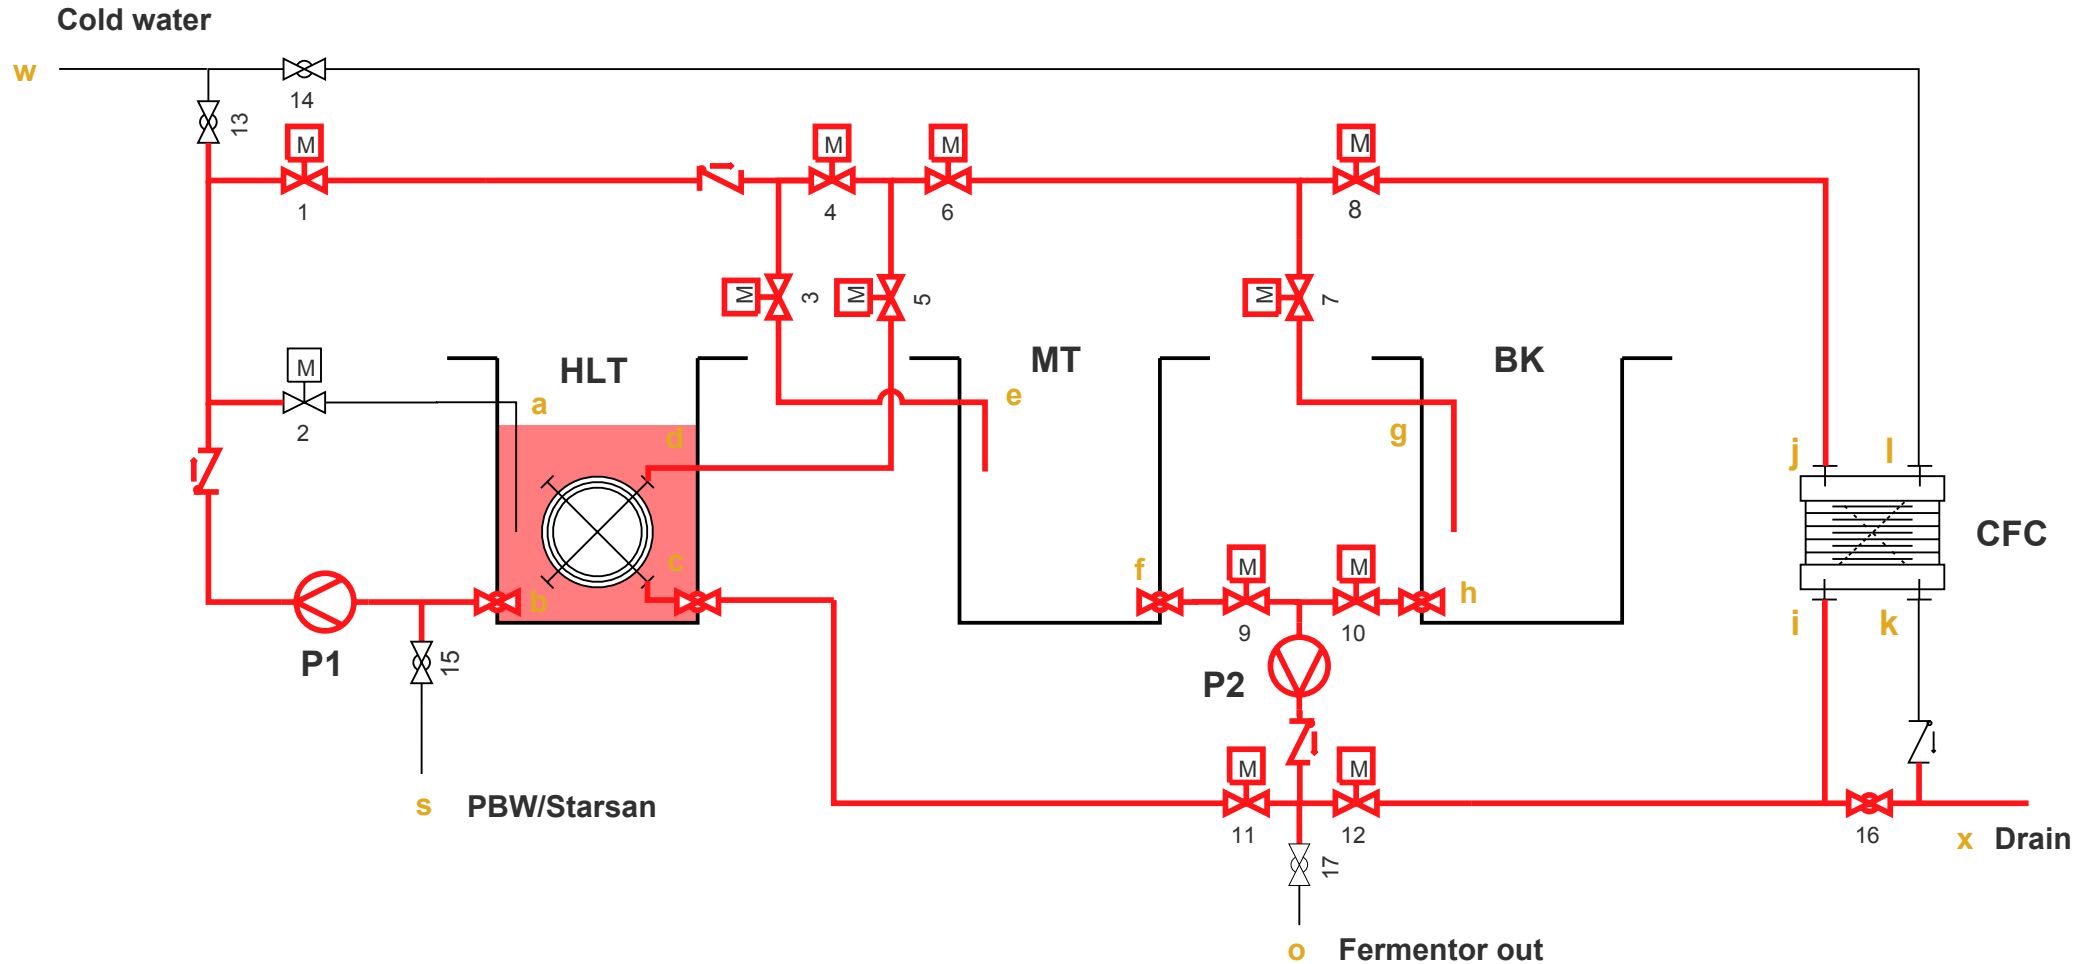 Cold water
w
14
13
M
M
M
M
1
4
6
8
M
M
M
3
5
7
M
HLT
MT
BK
a
e
2
d
g
j
l
CFC
c
f
M
M
b
h
9
10
i
k
P1
15
P2
M
M
s
PBW/Starsan
11
12
16
x
Drain
17
o
Fermentor out